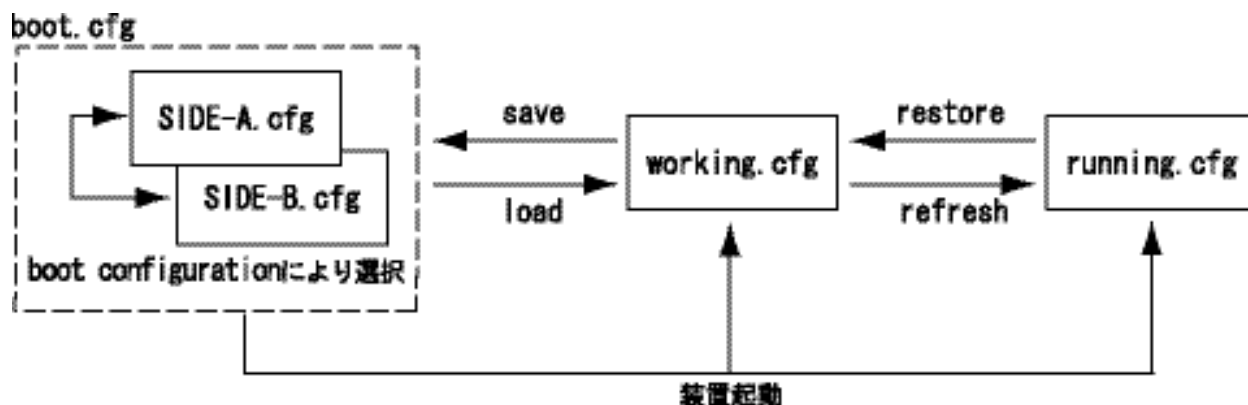 boot.cfg
SIDE-A.cfg
SIDE-B.cfg
boot configurationにより選択
save
load
working.cfg
restore
refresh
running.cfg
装置起動